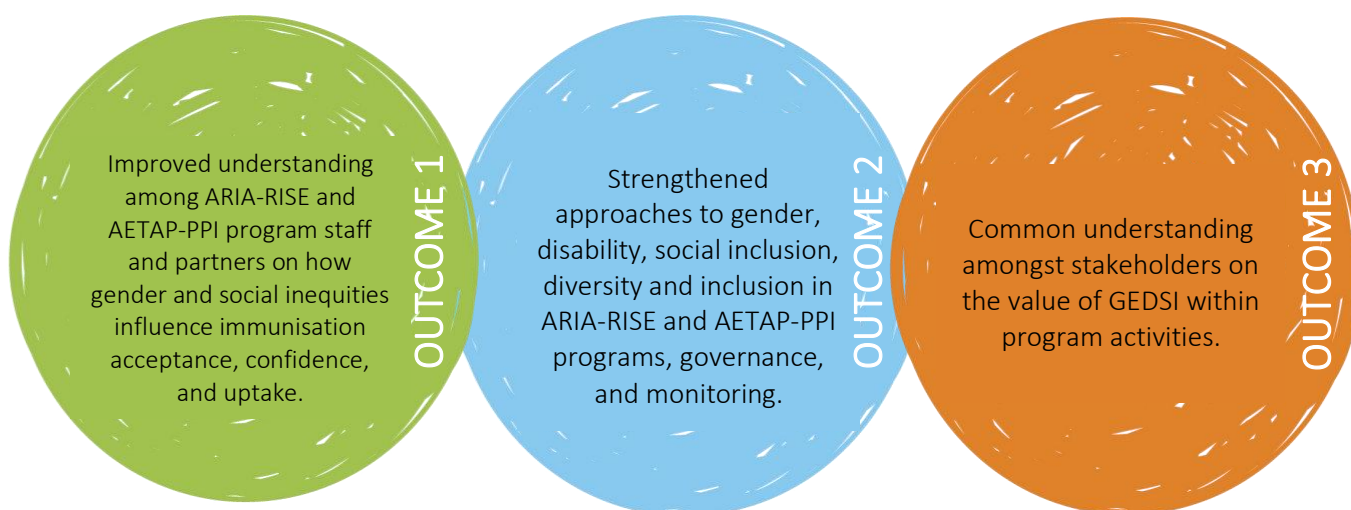 Improved understanding
among ARIA-RISE and
AETAP-PPI program staff
and partners on how
gender and social inequities
influence immunisation
acceptance, confidence,
and uptake.
OUTCOME 1
Strengthened
approaches to gender,
disability, social inclusion,
diversity and inclusion in
ARIA-RISE and AETAP-PPI
programs, governance,
and monitoring.
OUTCOME 2
Common understanding
amongst stakeholders on
the value of GEDSI within
program activities.
OUTCOME 3